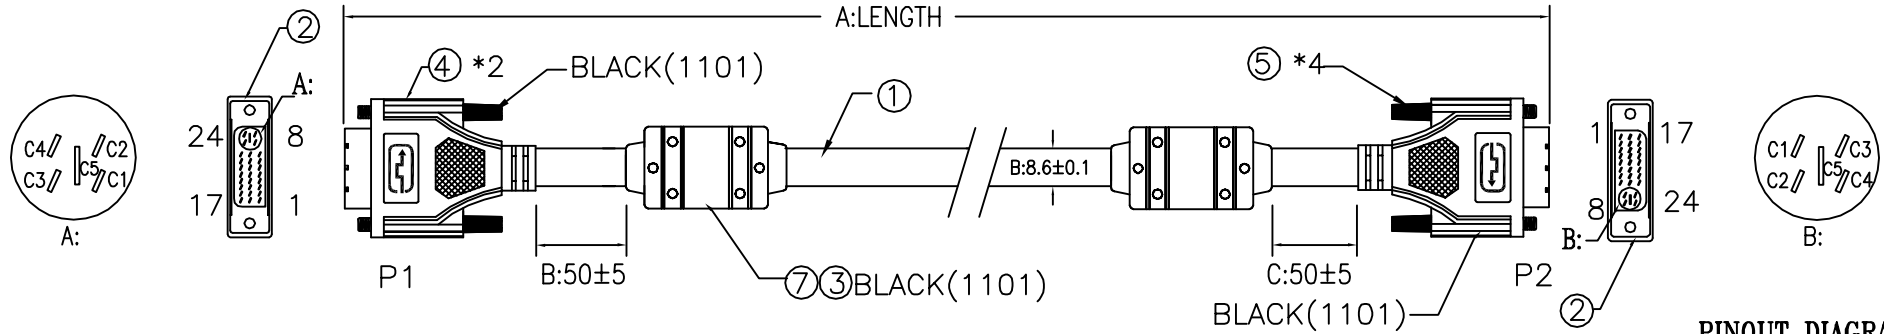 A:LENGTH
②
④ *2
BLACK(1101)
①
⑤ *4
A:
24 8
17 1
C4 C2
C5
C3 C1
A:
B:8.6±0.1
1 17
8 24
B:
C1 C3
C5
C2 C4
B:
P1
B:50±5
⑦③BLACK(1101)
C:50±5
P2
BLACK(1101)
②